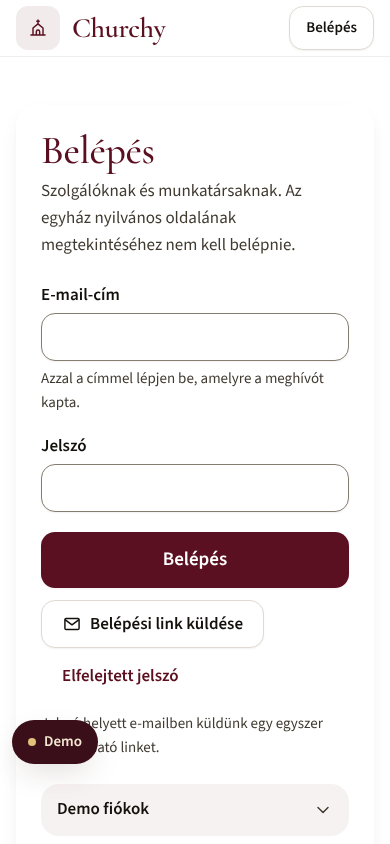 Churchy
Belépés
Belépés
Szolgálóknak és munkatársaknak. Az
egyház nyilvános oldalának
megtekintéséhez nem kell belépnie.
E-mail-cím
Azzal a címmel lépjen be, amelyre a meghívót
kapta.
Jelszó
Belépés
Belépési link küldése
Elfelejtett jelszó
helyett e-mailben küldünk egy egyszer
linket.
Demo
Demo fiókok